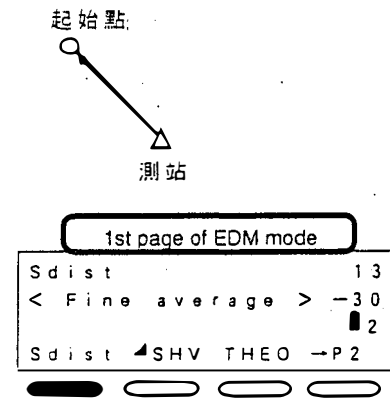 起始點
測站
1st page of EDM mode
Sdist 13
< Fine average > -30
2
Sdist ◢SHV THEO →P2